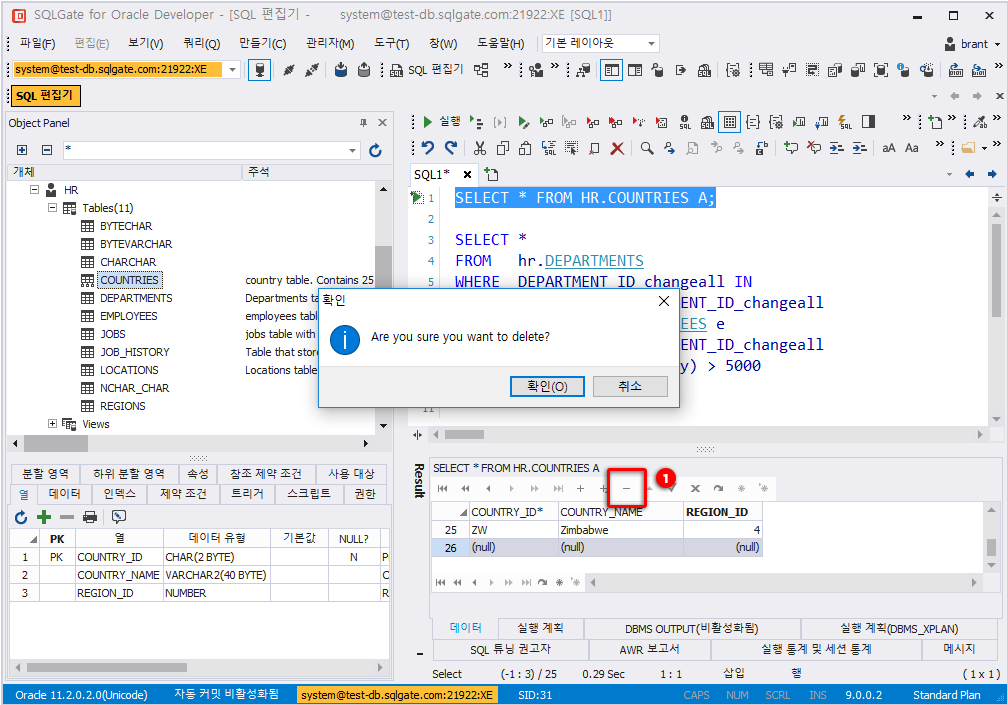 SQLGate for Oracle Developer - [SQL 편집기 - system@test-db.sqlgate.com:21922:XE [SQL1]]
파일(F) 편집(E) 보기(V) 쿼리(Q) 만들기(C) 관리자(M) 도구(T) 창(W) 도움말(H) 기본 레이아웃 brant
system@test-db.sqlgate.com:21922:XE SQL 편집기
SQL 편집기
Object Panel
*
개체 주석
HR
Tables(11)
BYTECHAR
BYTEVARCHAR
CHARCHAR
COUNTRIES country table. Contains 25
DEPARTMENTS Departments ta
EMPLOYEES employees tabl
JOBS jobs table with
JOB_HISTORY Table that store
LOCATIONS Locations table
NCHAR_CHAR
REGIONS
Views
분할 영역 하위 분할 영역 속성 참조 제약 조건 사용 대상
열 데이터 인덱스 제약 조건 트리거 스크립트 권한
PK 열 데이터 유형 기본값 NULL?
1 PK COUNTRY_ID CHAR(2 BYTE) N P
2 COUNTRY_NAME VARCHAR2(40 BYTE) C
3 REGION_ID NUMBER R
실행
SQL1*
1 SELECT * FROM HR.COUNTRIES A;
2
3 SELECT *
4 FROM hr.DEPARTMENTS
5 WHERE DEPARTMENT_ID_changeall IN
ENT_ID_changeall
EES e
ENT_ID_changeall
y) > 5000
11
확인
Are you sure you want to delete?
확인(O) 취소
Result
SELECT * FROM HR.COUNTRIES A
1
COUNTRY_ID* COUNTRY_NAME REGION_ID
25 ZW Zimbabwe 4
26 (null) (null) (null)
데이터 실행 계획 DBMS OUTPUT(비활성화됨) 실행 계획(DBMS_XPLAN)
SQL 튜닝 권고자 AWR 보고서 실행 통계 및 세션 통계 메시지
Select (-1 : 3) / 25 0.29 Sec 1 : 1 삽입 행 (1 x 1)
Oracle 11.2.0.2.0(Unicode) 자동 커밋 비활성화됨 system@test-db.sqlgate.com:21922:XE SID:31 CAPS NUM SCRL INS 9.0.0.2 Standard Plan